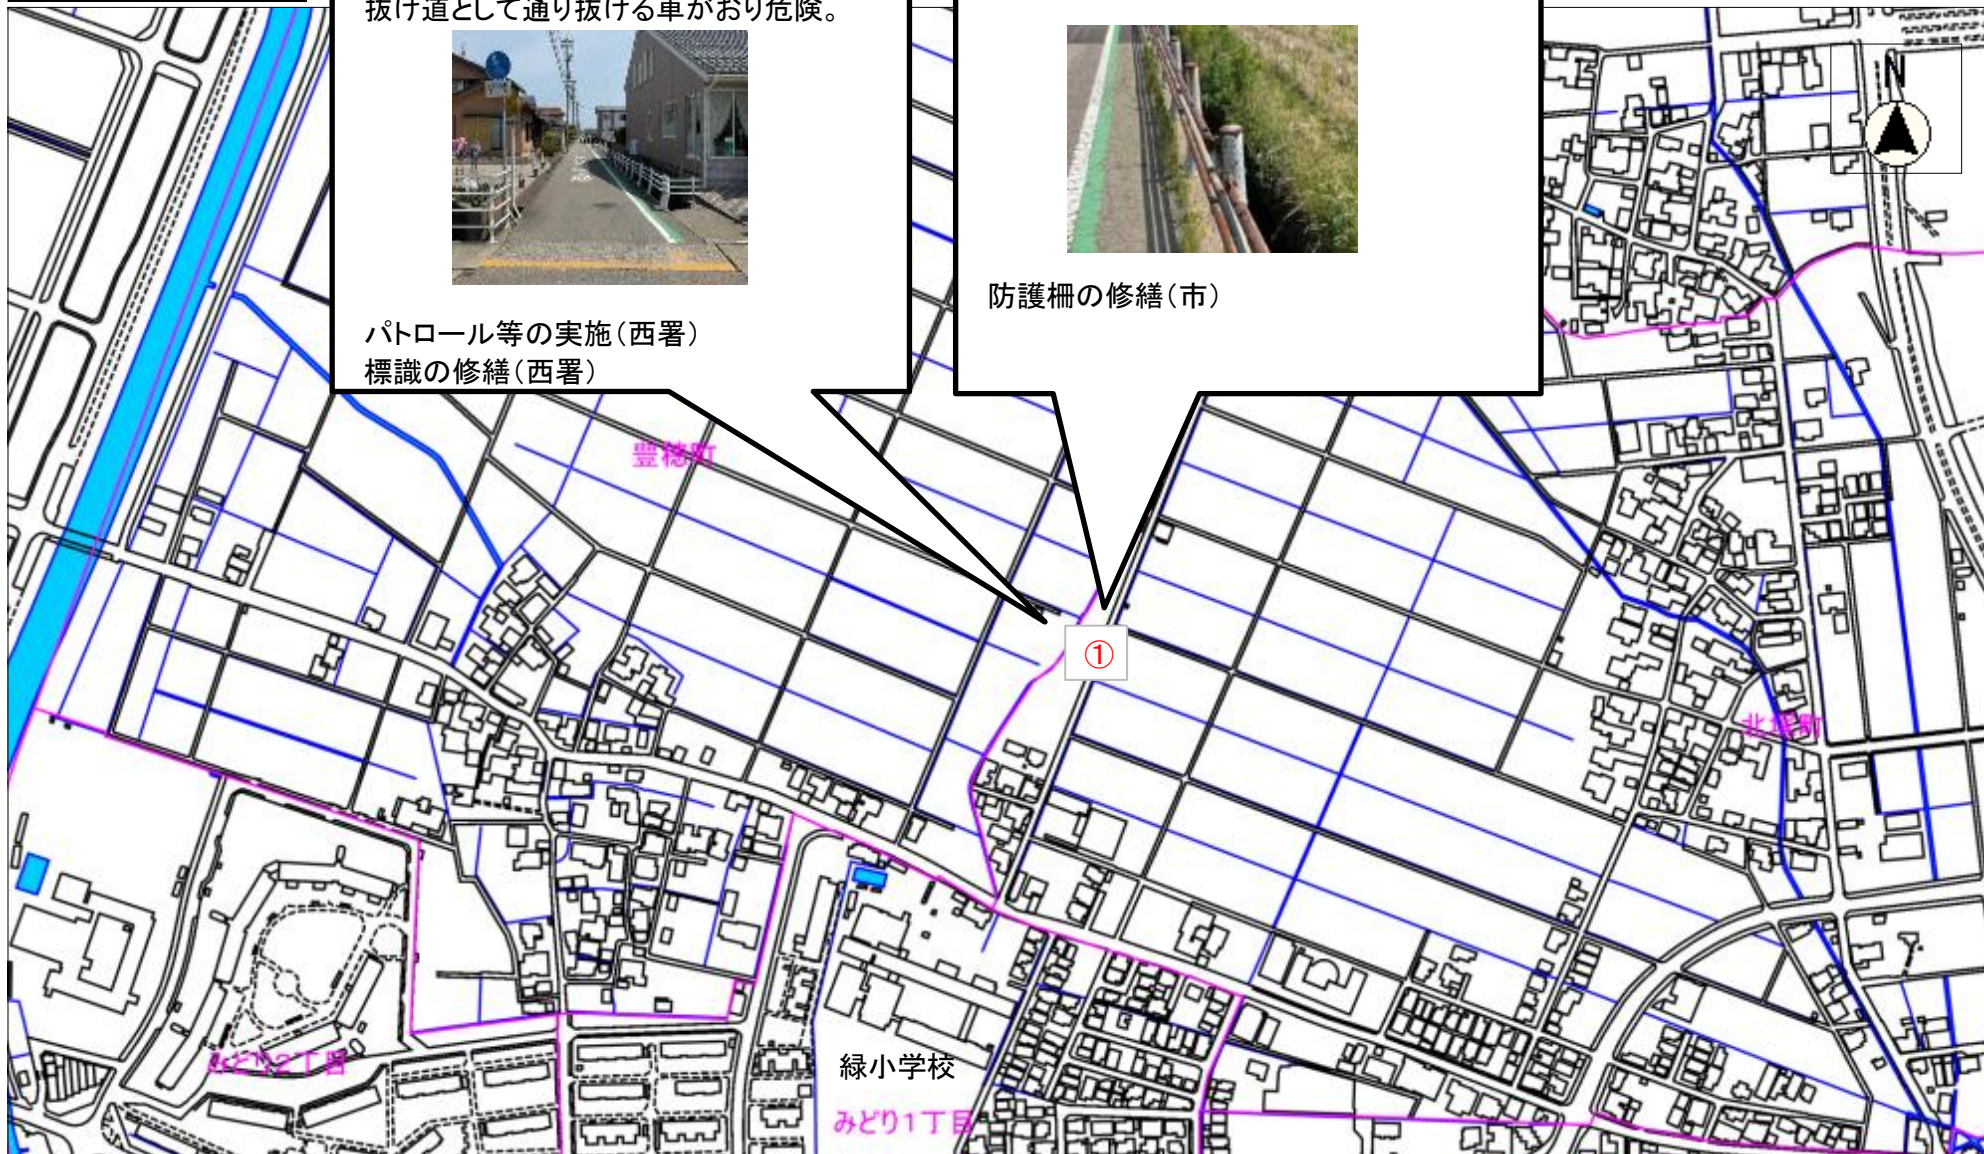 抜け道として通り抜ける車がおり危険。
パトロール等の実施（西署）
標識の修繕（西署）
防護柵の修繕（市）
N
豊穂町
①
みどり2丁目
緑小学校
みどり1丁目